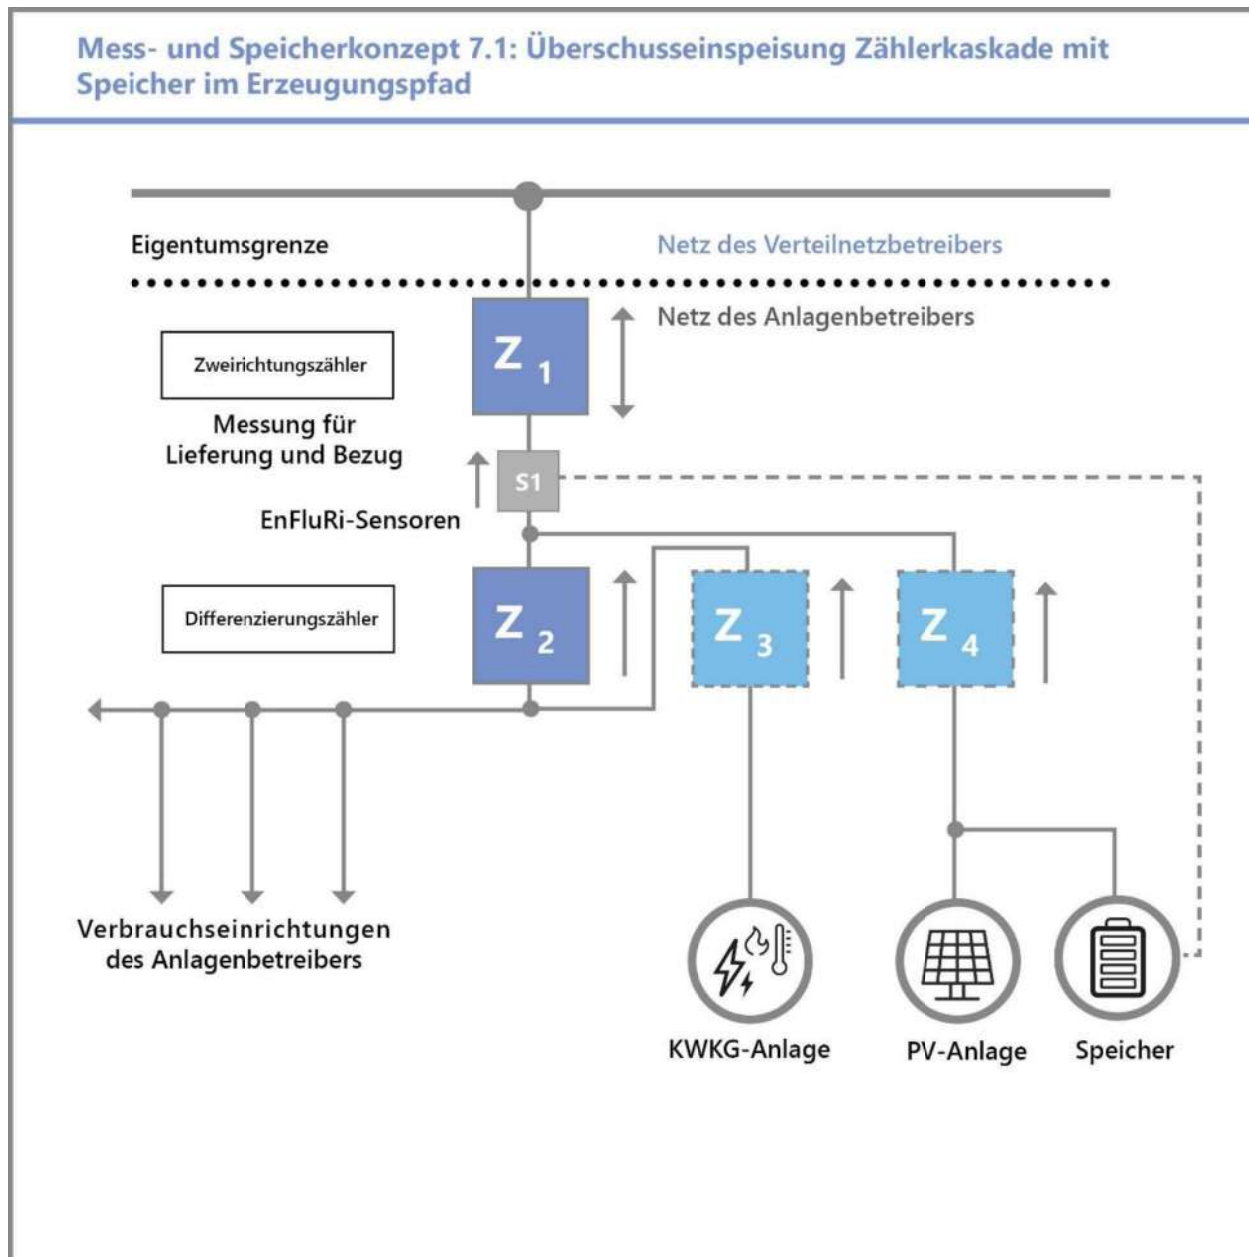 Mess- und Speicherkonzept 7.1: Überschusseinspeisung Zählerkaskade mit
Speicher im Erzeugungspfad
Eigentumsgrenze
Netz des Verteilnetzbetreibers
Netz des Anlagenbetreibers
Zweirichtungszähler
Z 1
Messung für
Lieferung und Bezug
S1
EnFluRi-Sensoren
Differenzierungszähler
Z 2
Z 3
Z 4
Verbrauchseinrichtungen
des Anlagenbetreibers
KWKG-Anlage
PV-Anlage
Speicher